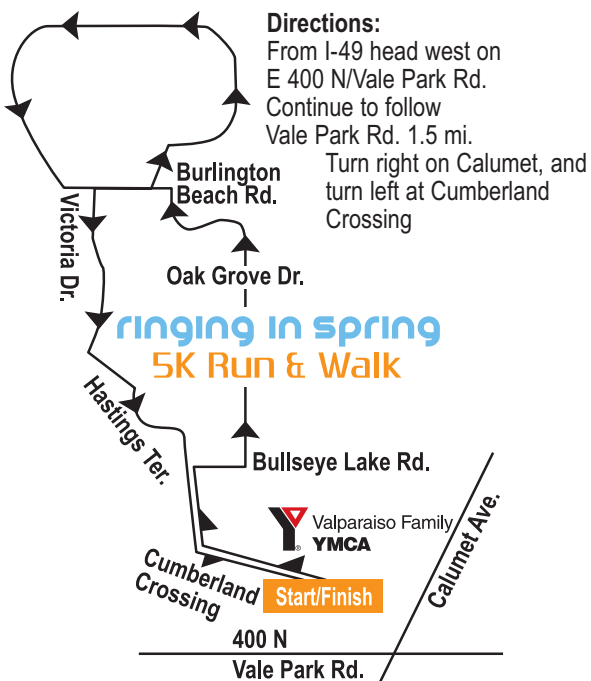 Directions:
From I-49 head west on
E 400 N/Vale Park Rd.
Continue to follow
Vale Park Rd. 1.5 mi.
Turn right on Calumet, and
turn left at Cumberland
Crossing
Burlington
Beach Rd.
Victoria Dr.
Oak Grove Dr.
ringing in spring
5K Run & Walk
Hastings Ter.
Bullseye Lake Rd.
Valparaiso Family
YMCA
Calumet Ave.
Cumberland
Crossing
Start/Finish
400 N
Vale Park Rd.